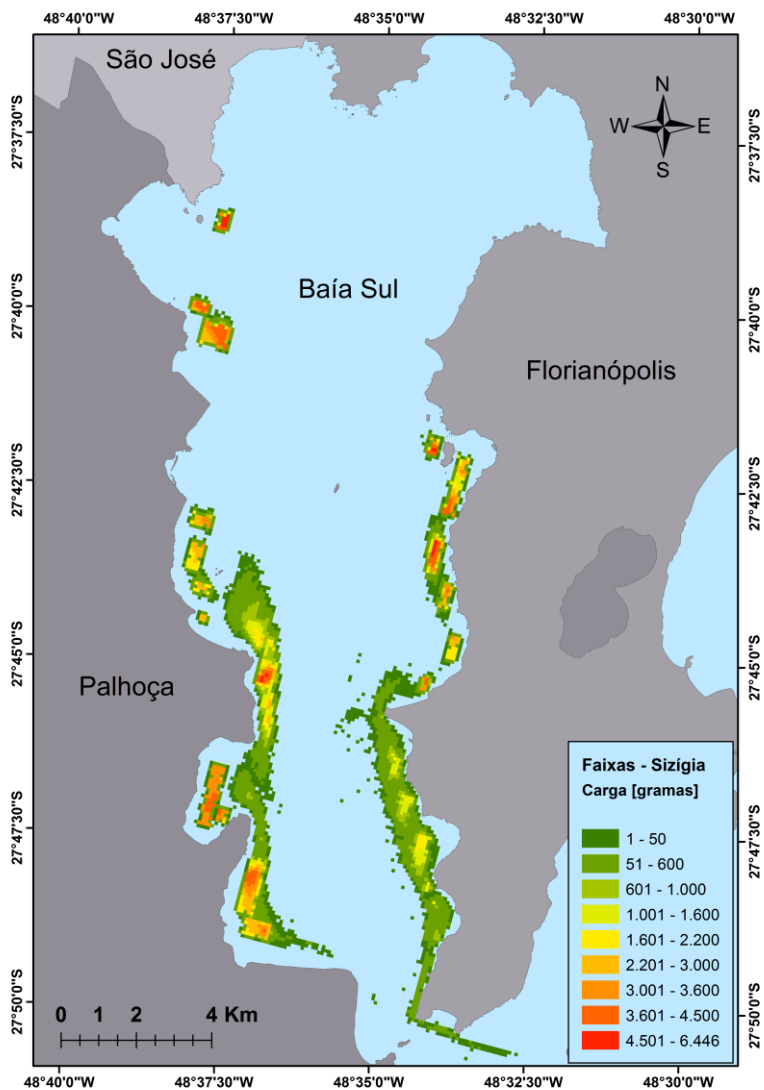 48°40'0"W 48°37'30"W 48°35'0"W 48°32'30"W 48°30'0"W
São José
N
W E
S
27°37'30"S 27°37'30"S
Baía Sul
27°40'0"S 27°40'0"S
Florianópolis
27°42'30"S 27°42'30"S
27°45'0"S 27°45'0"S
Palhoça
Faixas - Sizígia
Carga [gramas]
27°47'30"S 27°47'30"S
1 - 50
51 - 600
601 - 1.000
1.001 - 1.600
1.601 - 2.200
2.201 - 3.000
3.001 - 3.600
3.601 - 4.500
4.501 - 6.446
27°50'0"S 27°50'0"S
0 1 2 4 Km
48°40'0"W 48°37'30"W 48°35'0"W 48°32'30"W 48°30'0"W